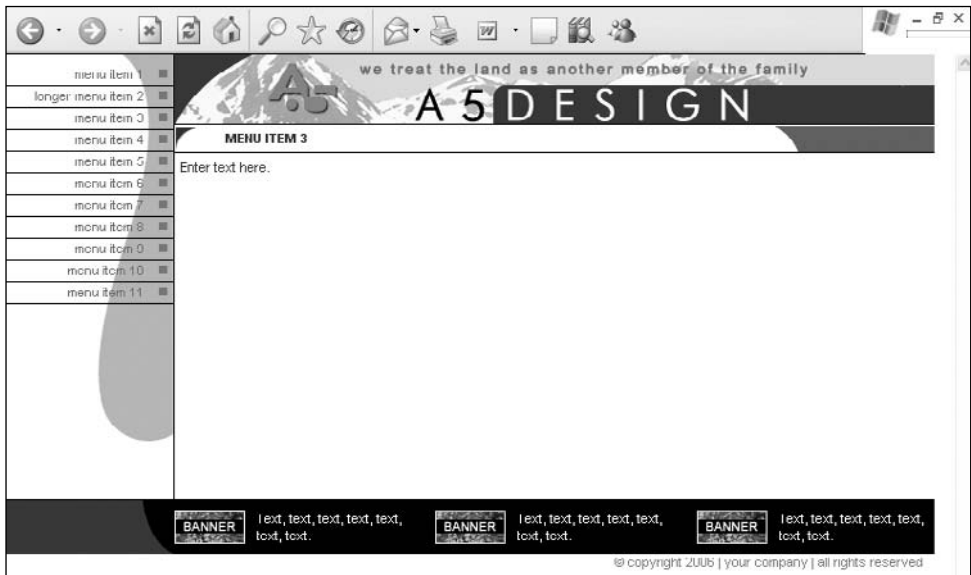 we treat the land as another member of the family
A5
A5DESIGN
menu item 1
longer menu item 2
menu item 3
menu item 4
menu item 5
menu item 6
menu item 7
menu item 8
menu item 9
menu item 10
menu item 11
MENU ITEM 3
Enter text here.
BANNER
Text, text, text, text, text,
text, text.
BANNER
Text, text, text, text, text,
text, text.
BANNER
Text, text, text, text, text,
text, text.
© copyright 2006 | your company | all rights reserved